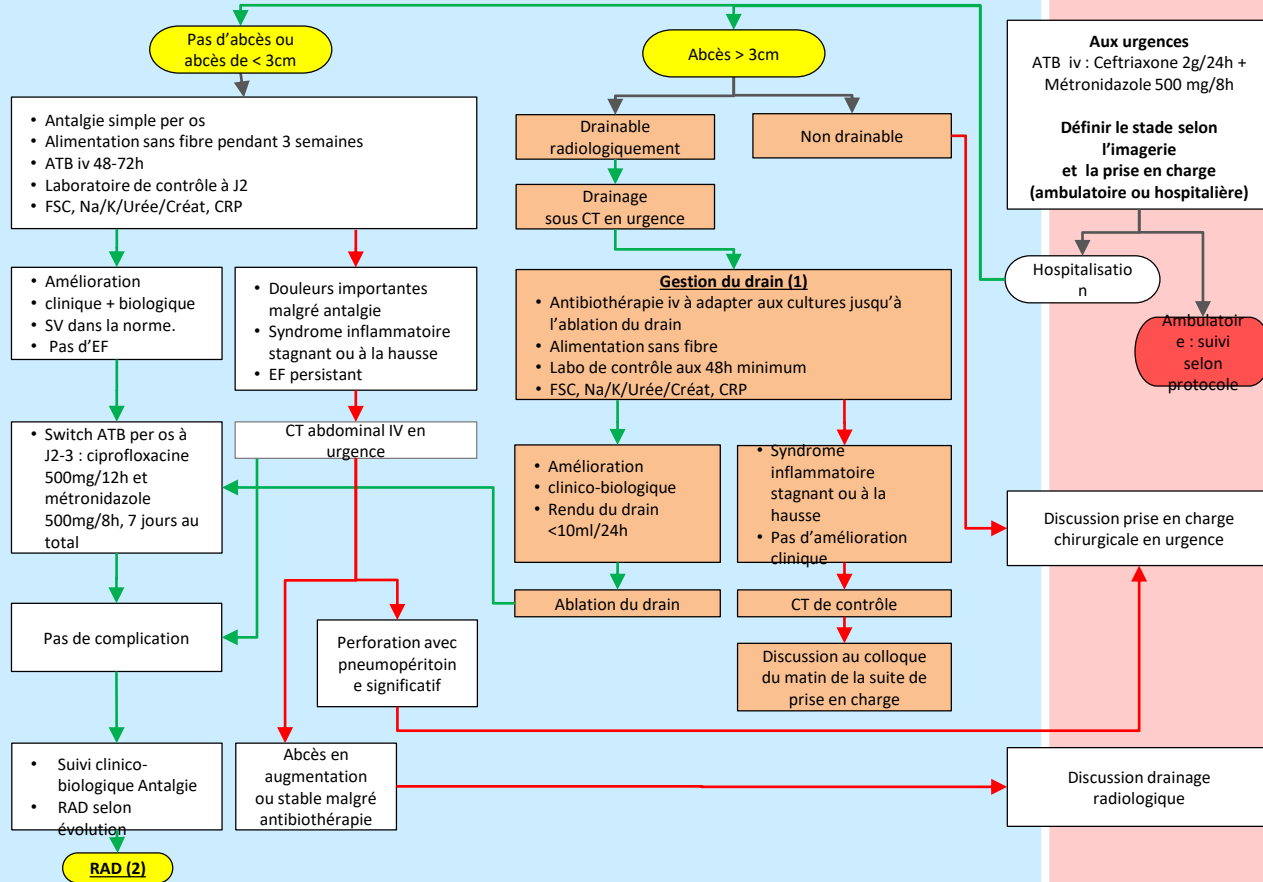 Pas d’abcès ou
abcès de < 3cm
Abcès > 3cm
Aux urgences
ATB iv : Ceftriaxone 2g/24h +
Métronidazole 500 mg/8h
Définir le stade selon
l’imagerie
et la prise en charge
(ambulatoire ou hospitalière)
• Antalgie simple per os
• Alimentation sans fibre pendant 3 semaines
• ATB iv 48-72h
• Laboratoire de contrôle à J2
• FSC, Na/K/Urée/Créat, CRP
Drainable
radiologiquement
Non drainable
Drainage
sous CT en urgence
Hospitalisatio
n
Ambulatoir
e : suivi
selon
protocole
• Amélioration
• clinique + biologique
• SV dans la norme.
• Pas d’EF
• Douleurs importantes
malgré antalgie
• Syndrome inflammatoire
stagnant ou à la hausse
• EF persistant
Gestion du drain (1)
• Antibiothérapie iv à adapter aux cultures jusqu’à
l’ablation du drain
• Alimentation sans fibre
• Labo de contrôle aux 48h minimum
• FSC, Na/K/Urée/Créat, CRP
• Switch ATB per os à
J2-3 : ciprofloxacine
500mg/12h et
métronidazole
500mg/8h, 7 jours au
total
CT abdominal IV en
urgence
• Amélioration
• clinico-biologique
• Rendu du drain
<10ml/24h
• Syndrome
inflammatoire
stagnant ou à la
hausse
• Pas d’amélioration
clinique
Discussion prise en charge
chirurgicale en urgence
Ablation du drain
CT de contrôle
Pas de complication
Perforation avec
pneumopéritoin
e significatif
Discussion au colloque
du matin de la suite de
prise en charge
• Suivi clinico-
biologique Antalgie
• RAD selon
évolution
Abcès en
augmentation
ou stable malgré
antibiothérapie
Discussion drainage
radiologique
RAD (2)